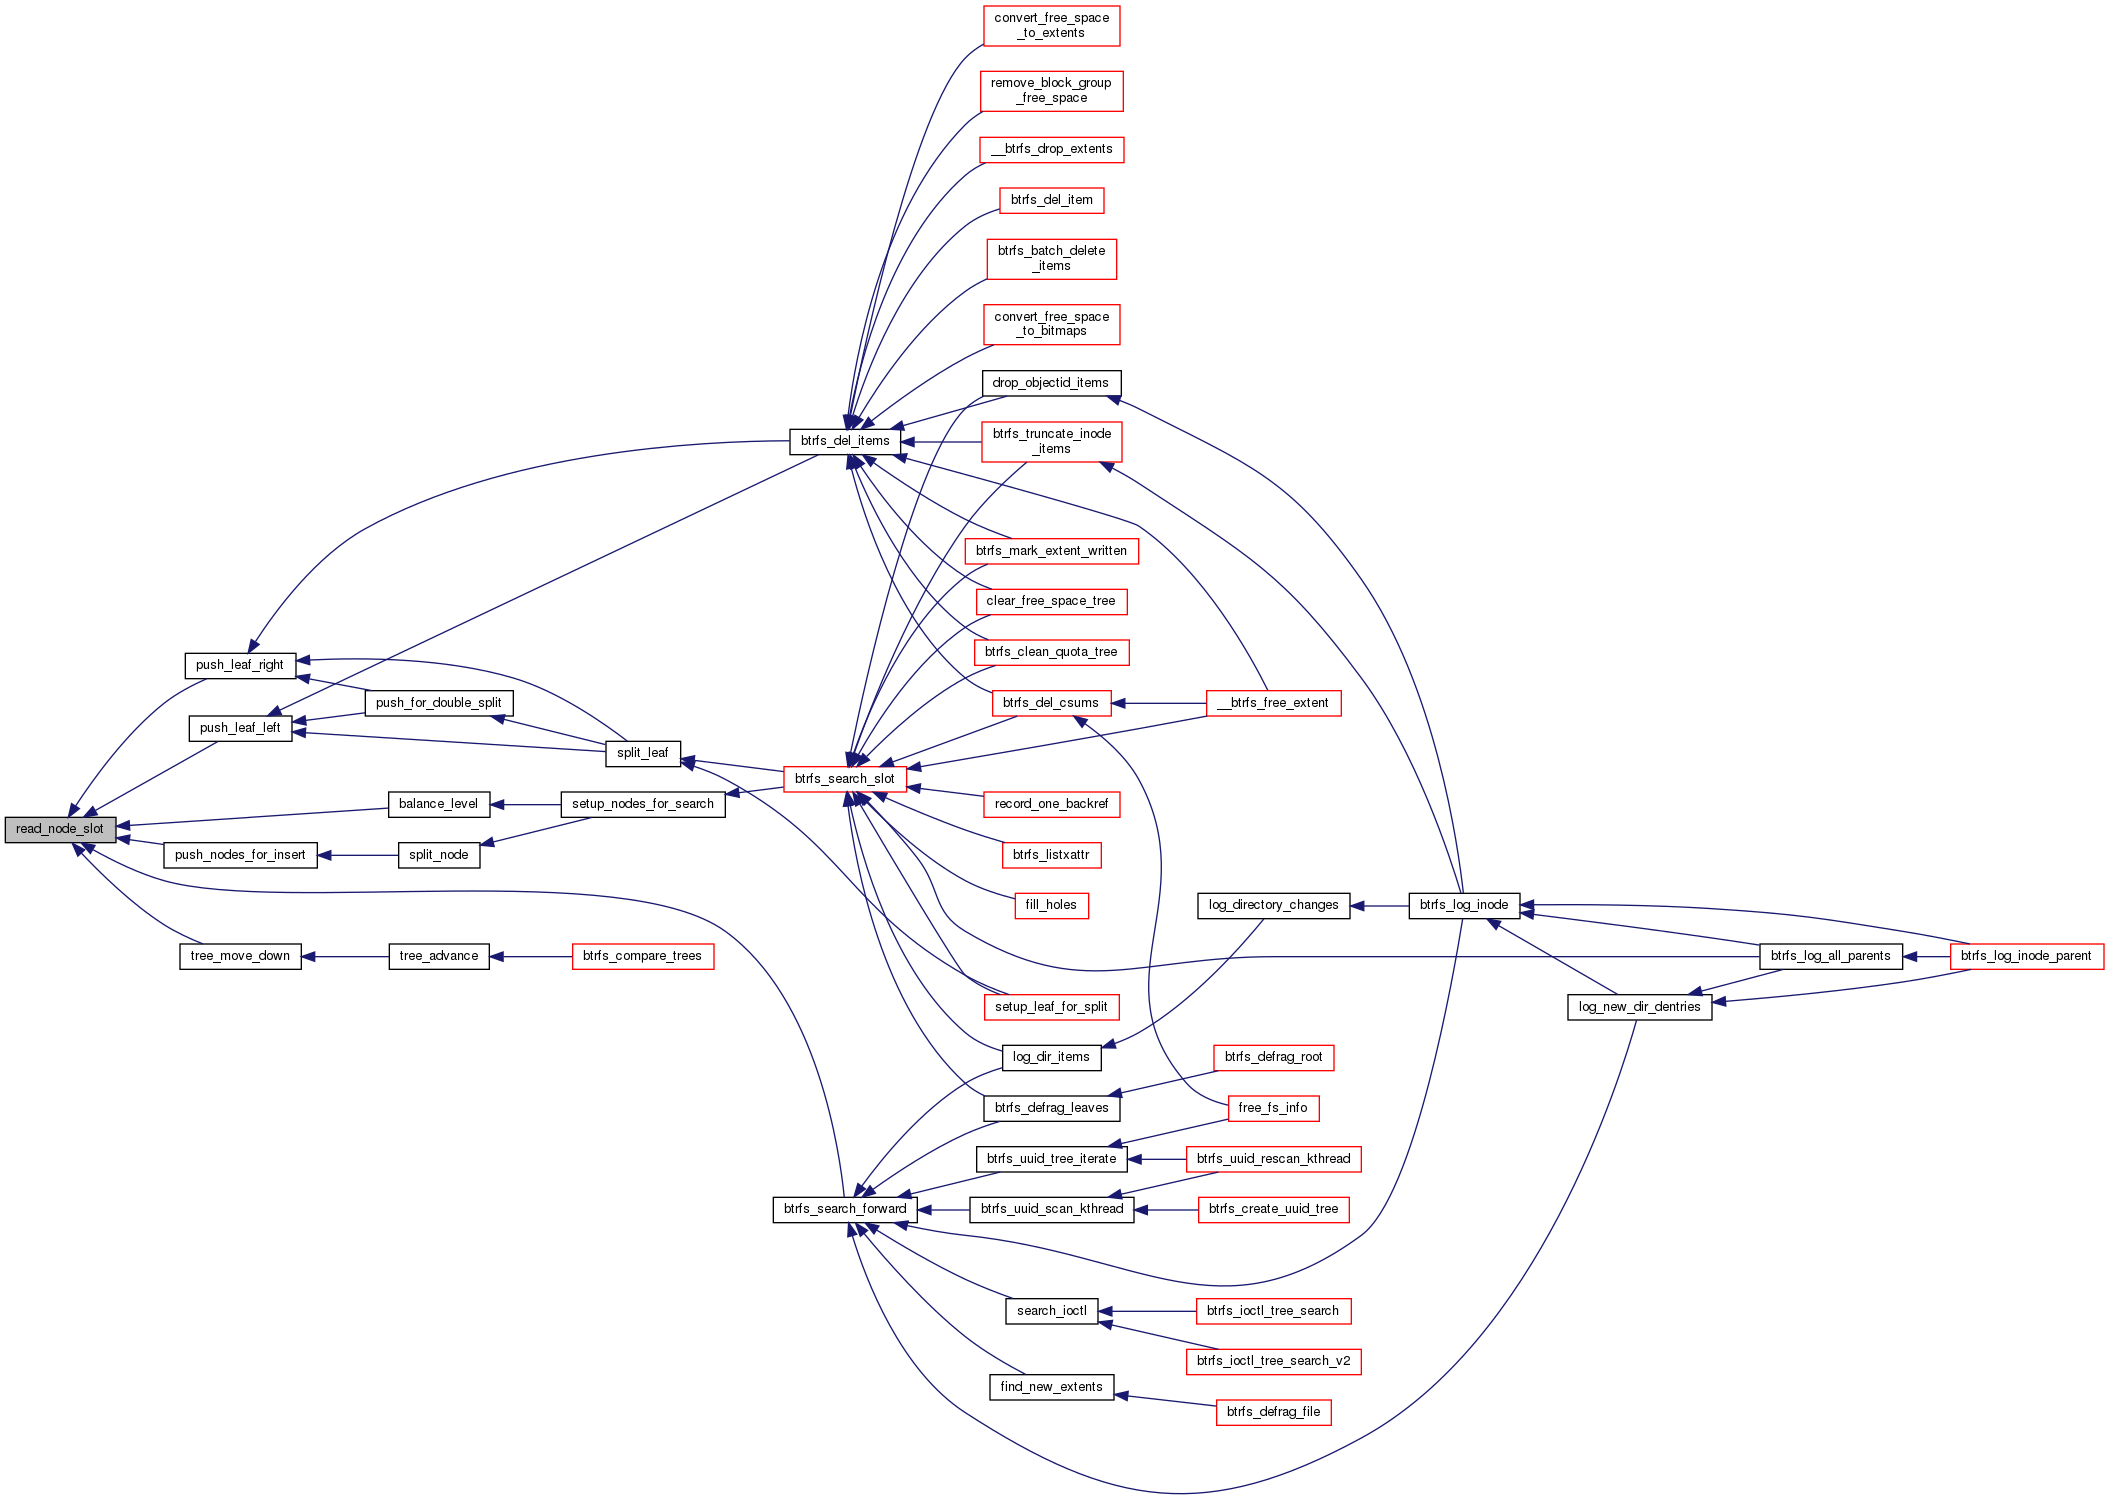 convert_free_space
_to_extents
remove_block_group
_free_space
__btrfs_drop_extents
btrfs_del_item
btrfs_batch_delete
_items
convert_free_space
_to_bitmaps
drop_objectid_items
btrfs_del_items
btrfs_truncate_inode
_items
btrfs_mark_extent_written
clear_free_space_tree
btrfs_clean_quota_tree
push_leaf_right
push_for_double_split
btrfs_del_csums
__btrfs_free_extent
push_leaf_left
split_leaf
btrfs_search_slot
balance_level
setup_nodes_for_search
record_one_backref
read_node_slot
push_nodes_for_insert
split_node
btrfs_listxattr
fill_holes
log_directory_changes
btrfs_log_inode
tree_move_down
tree_advance
btrfs_compare_trees
btrfs_log_all_parents
btrfs_log_inode_parent
setup_leaf_for_split
log_new_dir_dentries
log_dir_items
btrfs_defrag_root
btrfs_defrag_leaves
free_fs_info
btrfs_uuid_tree_iterate
btrfs_uuid_rescan_kthread
btrfs_search_forward
btrfs_uuid_scan_kthread
btrfs_create_uuid_tree
search_ioctl
btrfs_ioctl_tree_search
btrfs_ioctl_tree_search_v2
find_new_extents
btrfs_defrag_file